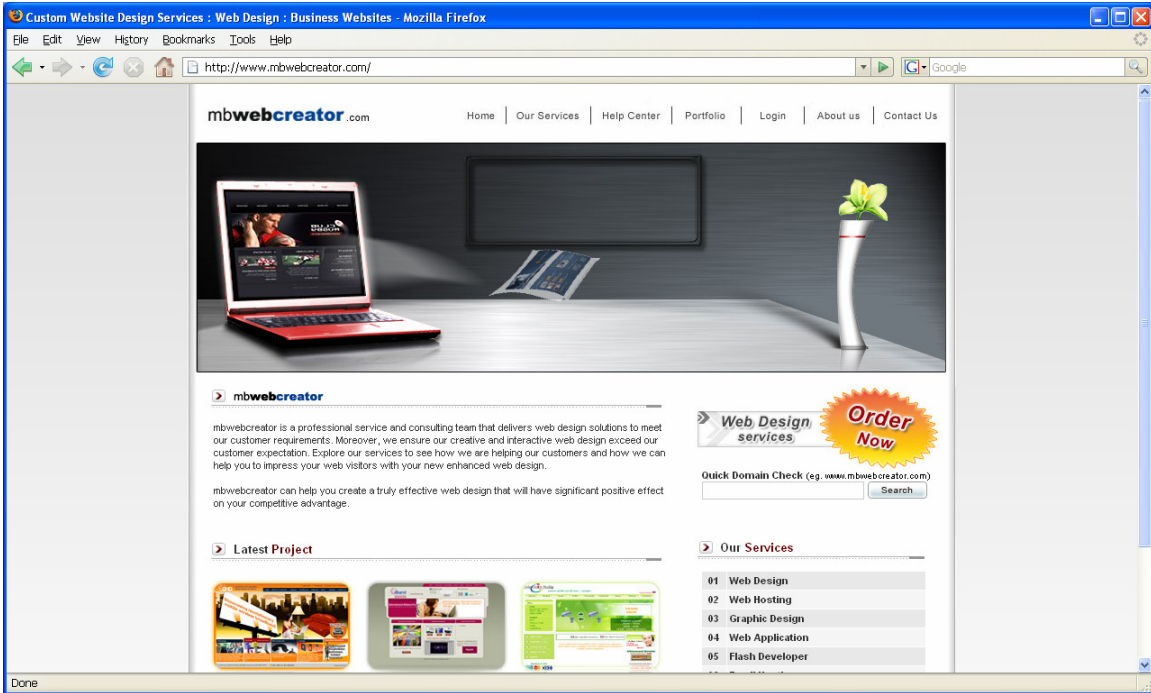 Custom Website Design Services : Web Design : Business Websites - Mozilla Firefox
File Edit View History Bookmarks Tools Help
http://www.mbwebcreator.com/
Google
mbwebcreator.com
Home Our Services Help Center Portfolio Login About us Contact Us
mbwebcreator
mbwebcreator is a professional service and consulting team that delivers web design solutions to meet
our customer requirements. Moreover, we ensure our creative and interactive web design exceed our
customer expectation. Explore our services to see how we are helping our customers and how we can
help you to impress your web visitors with your new enhanced web design.
mbwebcreator can help you create a truly effective web design that will have significant positive effect
on your competitive advantage.
Web Design
services
Order
Now
Quick Domain Check (eg. www.mbwebcreator.com)
Search
Latest Project
Our Services
01 Web Design
02 Web Hosting
03 Graphic Design
04 Web Application
05 Flash Developer
Done